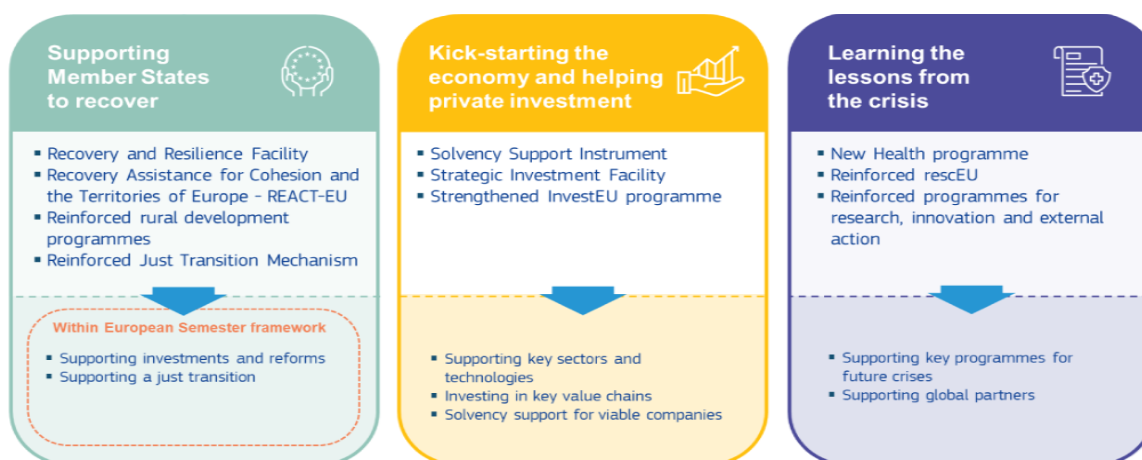 Supporting
Member States
to recover
▪ Recovery and Resilience Facility
▪ Recovery Assistance for Cohesion and
the Territories of Europe - REACT-EU
▪ Reinforced rural development
programmes
▪ Reinforced Just Transition Mechanism
Within European Semester framework
▪ Supporting investments and reforms
▪ Supporting a just transition
Kick-starting the
economy and helping
private investment
▪ Solvency Support Instrument
▪ Strategic Investment Facility
▪ Strengthened InvestEU programme
▪ Supporting key sectors and
technologies
▪ Investing in key value chains
▪ Solvency support for viable companies
Learning the
lessons from
the crisis
▪ New Health programme
▪ Reinforced rescEU
▪ Reinforced programmes for
research, innovation and external
action
▪ Supporting key programmes for
future crises
▪ Supporting global partners